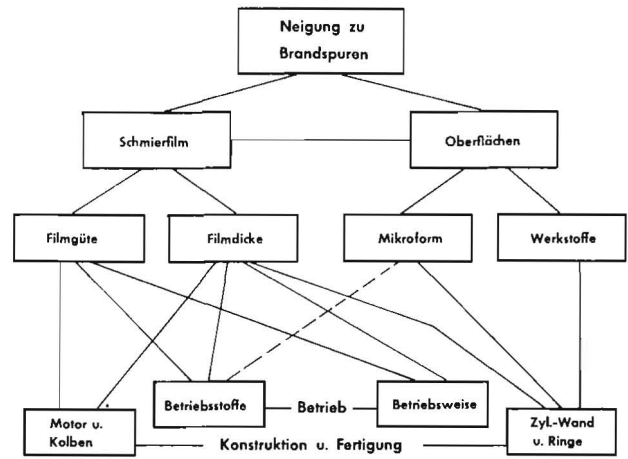 Neigung zu
Brandspuren
Schmierfilm
Oberflächen
Filmgüte
Filmdicke
Mikroform
Werkstoffe
Betriebsstoffe
Betrieb
Betriebsweise
Motor u.
Kolben
Zyl.-Wand
u. Ringe
Konstruktion u. Fertigung